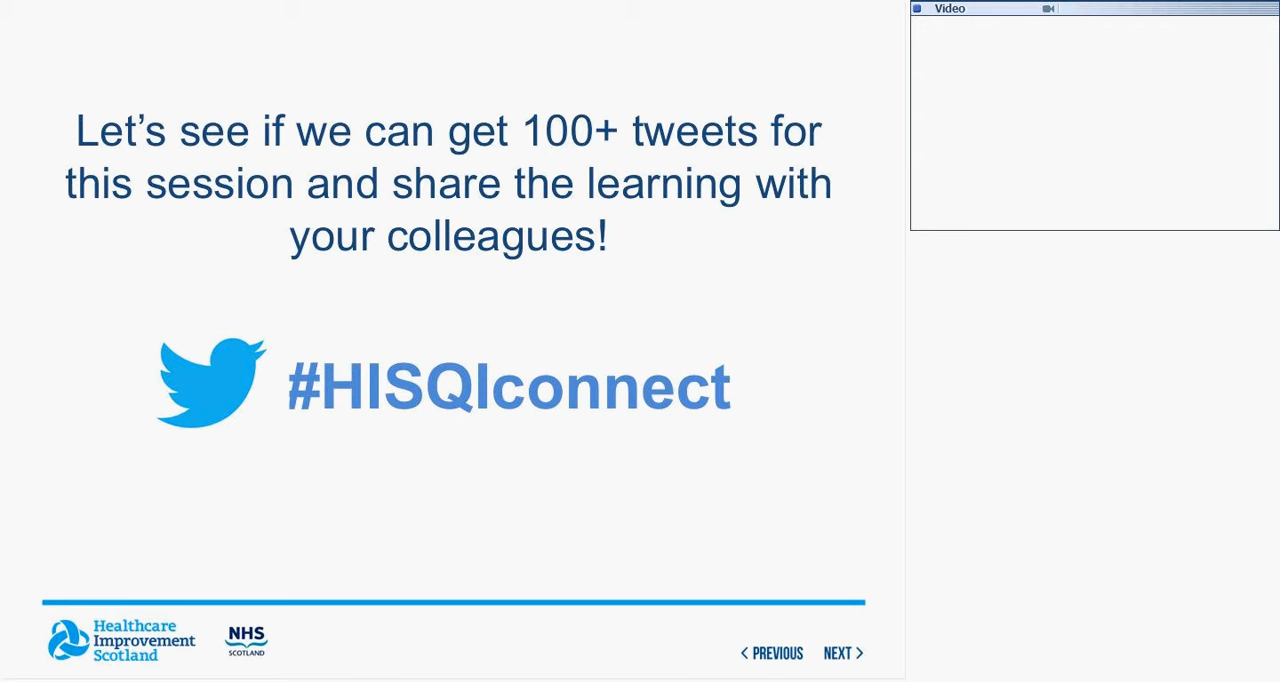 Video
Let's see if we can get 100+ tweets for
this session and share the learning with
your colleagues!
#HISQIconnect
Healthcare
Improvement
Scotland
NHS
SCOTLAND
< PREVIOUS
NEXT >